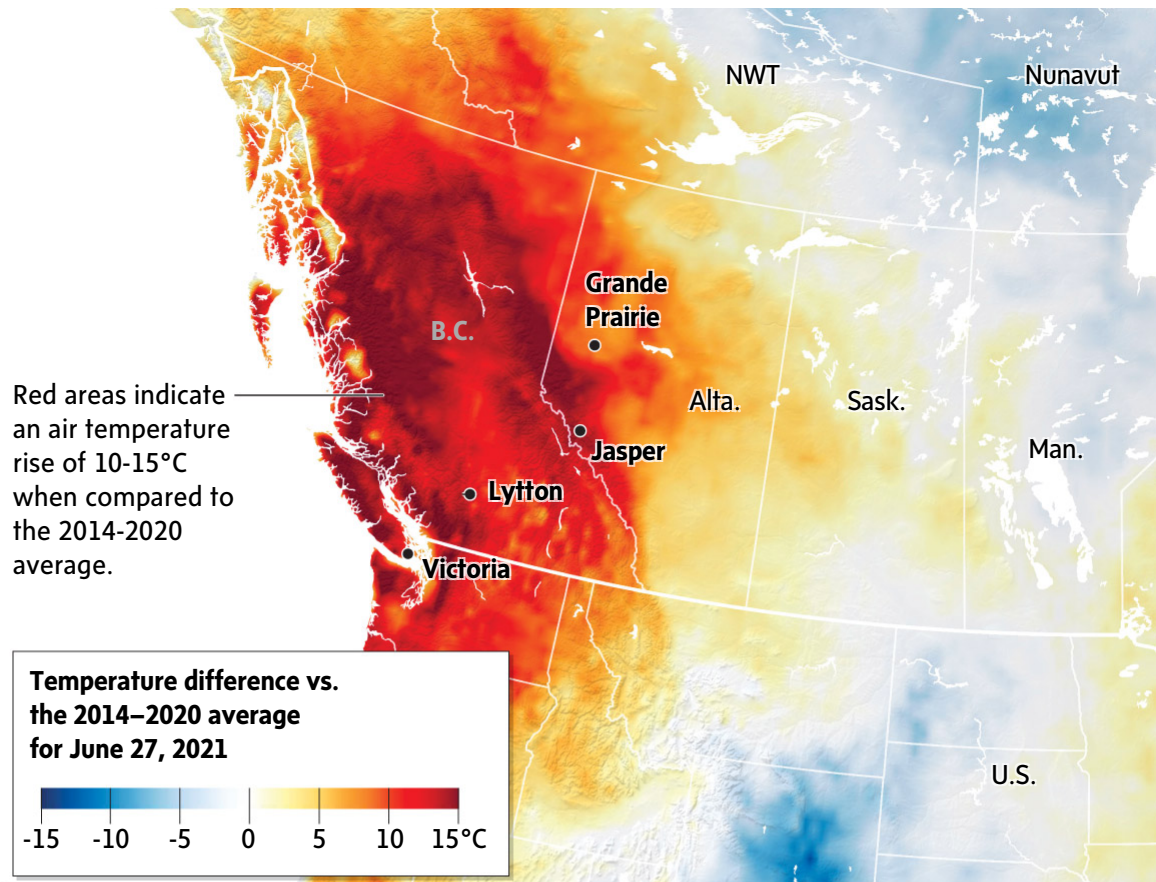 NWT
Nunavut
Grande
Prairie
B.C.
Alta.
Sask.
Man.
Jasper
Lytton
Victoria
U.S.
Red areas indicate
an air temperature
rise of 10-15°C
when compared to
the 2014-2020
average.
Temperature difference vs.
the 2014–2020 average
for June 27, 2021
-15 -10 -5 0 5 10 15°C